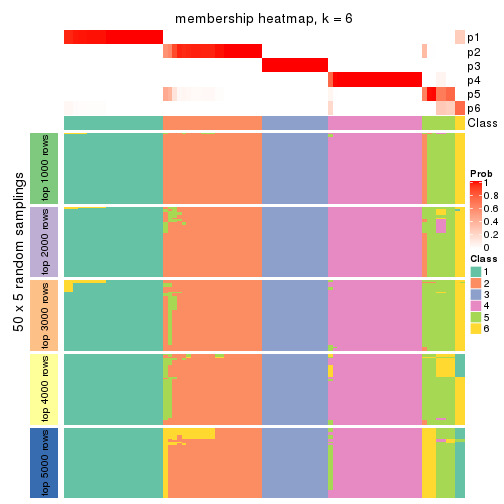 membership heatmap, k = 6
p1
p2
p3
p4
p5
p6
Class
50 x 5 random samplings
top 1000 rows
top 2000 rows
top 3000 rows
top 4000 rows
top 5000 rows
Prob
1
0.8
0.6
0.4
0.2
0
Class
1
2
3
4
5
6